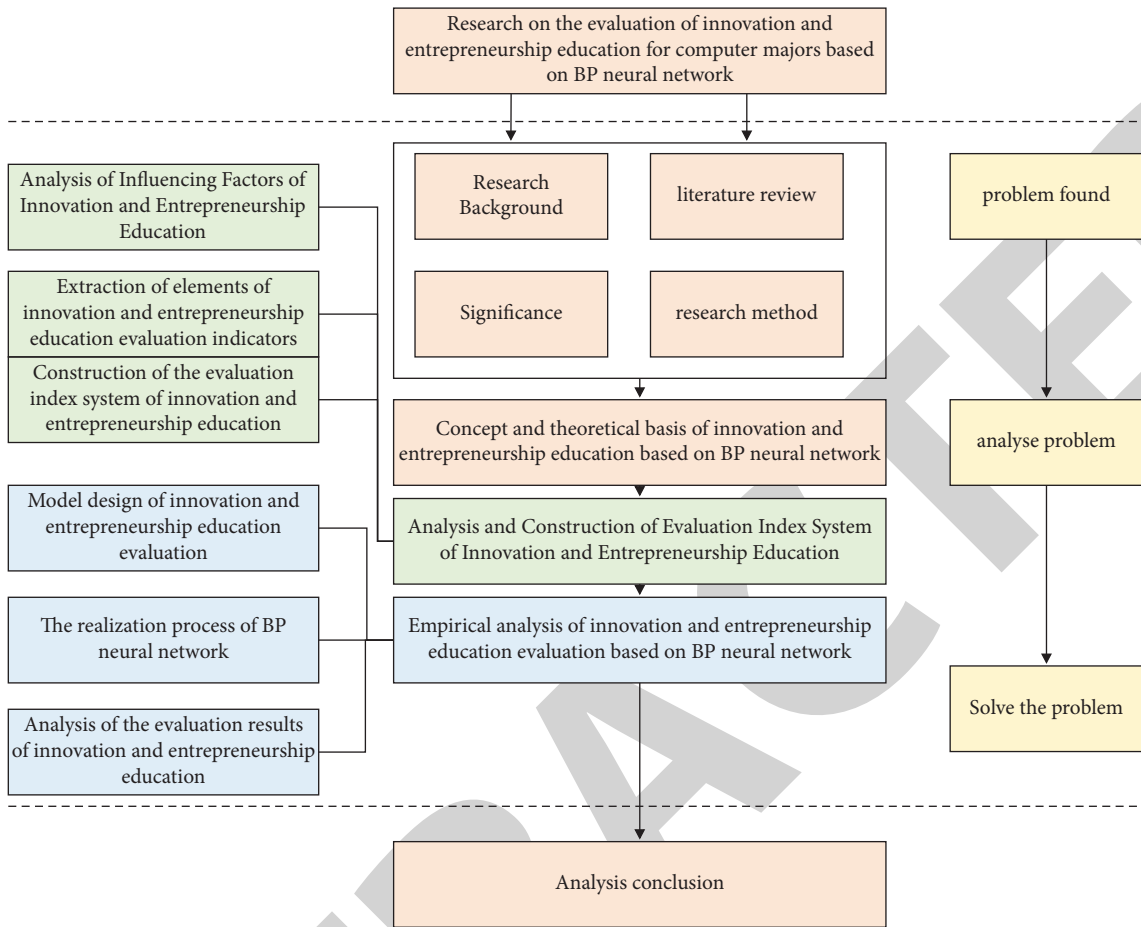 Research on the evaluation of innovation and
entrepreneurship education for computer majors based
on BP neural network
Analysis of Influencing Factors of
Innovation and Entrepreneurship
Education
Extraction of elements of
innovation and entrepreneurship
education evaluation indicators
Construction of the evaluation
index system of innovation and
entrepreneurship education
Model design of innovation and
entrepreneurship education
evaluation
The realization process of BP
neural network
Analysis of the evaluation results
of innovation and entrepreneurship
education
Research
Background
literature review
Significance
research method
Concept and theoretical basis of innovation and
entrepreneurship education based on BP neural network
Analysis and Construction of Evaluation Index System
of Innovation and Entrepreneurship Education
Empirical analysis of innovation and entrepreneurship
education evaluation based on BP neural network
Analysis conclusion
problem found
analyse problem
Solve the problem